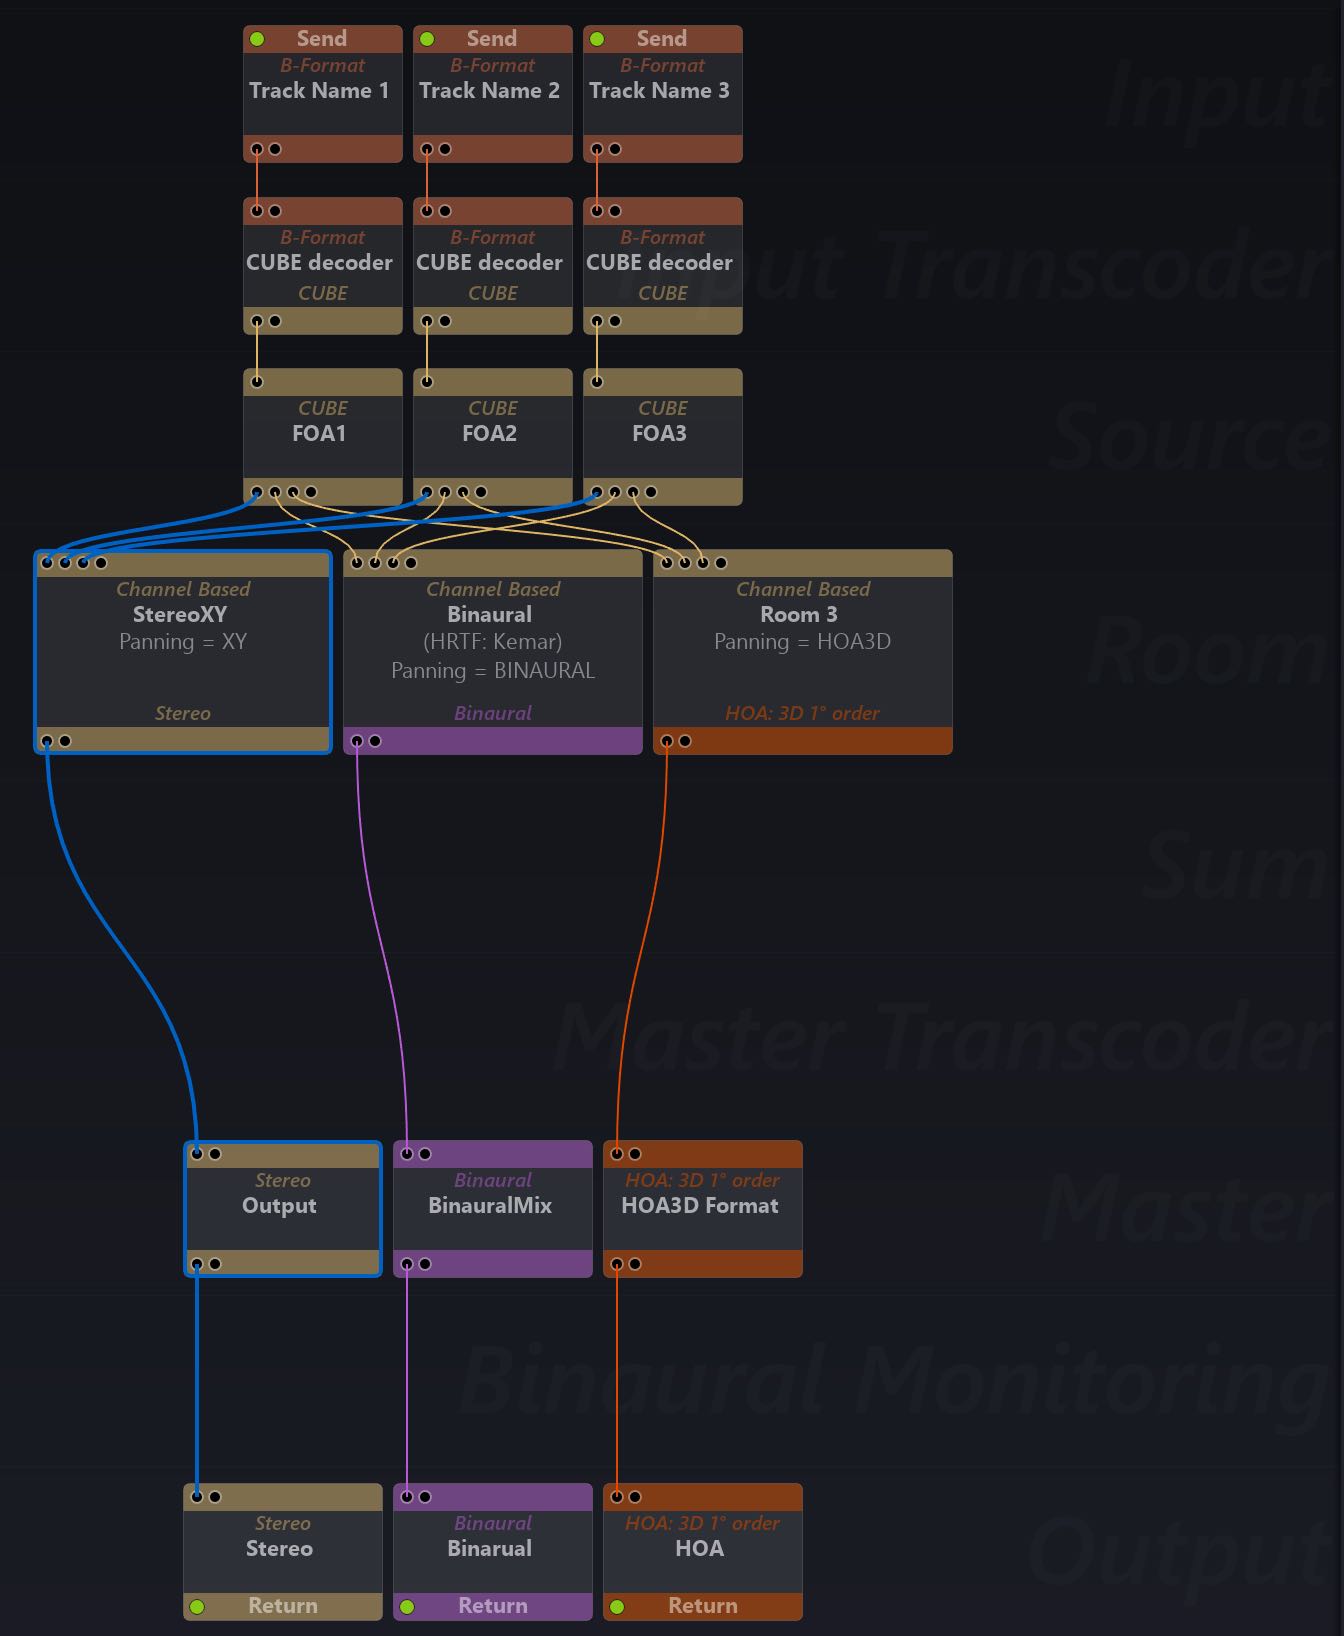 Send
Send
Send
B-Format
B-Format
B-Format
Track Name 1
Track Name 2
Track Name 3
Input
B-Format
B-Format
B-Format
CUBE decoder
CUBE decoder
CUBE decoder
Input Transcoder
CUBE
CUBE
CUBE
CUBE
CUBE
CUBE
FOA1
FOA2
FOA3
Source
Channel Based
Channel Based
Channel Based
StereoXY
Binaural
Room 3
Panning = XY
(HRTF: Kemar)
Panning = HOA3D
Room
Panning = BINAURAL
Stereo
Binaural
HOA: 3D 1° order
Sum
Master Transcoder
Stereo
Binaural
HOA: 3D 1° order
Output
BinauralMix
HOA3D Format
Master
Binaural Monitoring
Stereo
Binaural
HOA: 3D 1° order
Stereo
Binarual
HOA
Output
Return
Return
Return